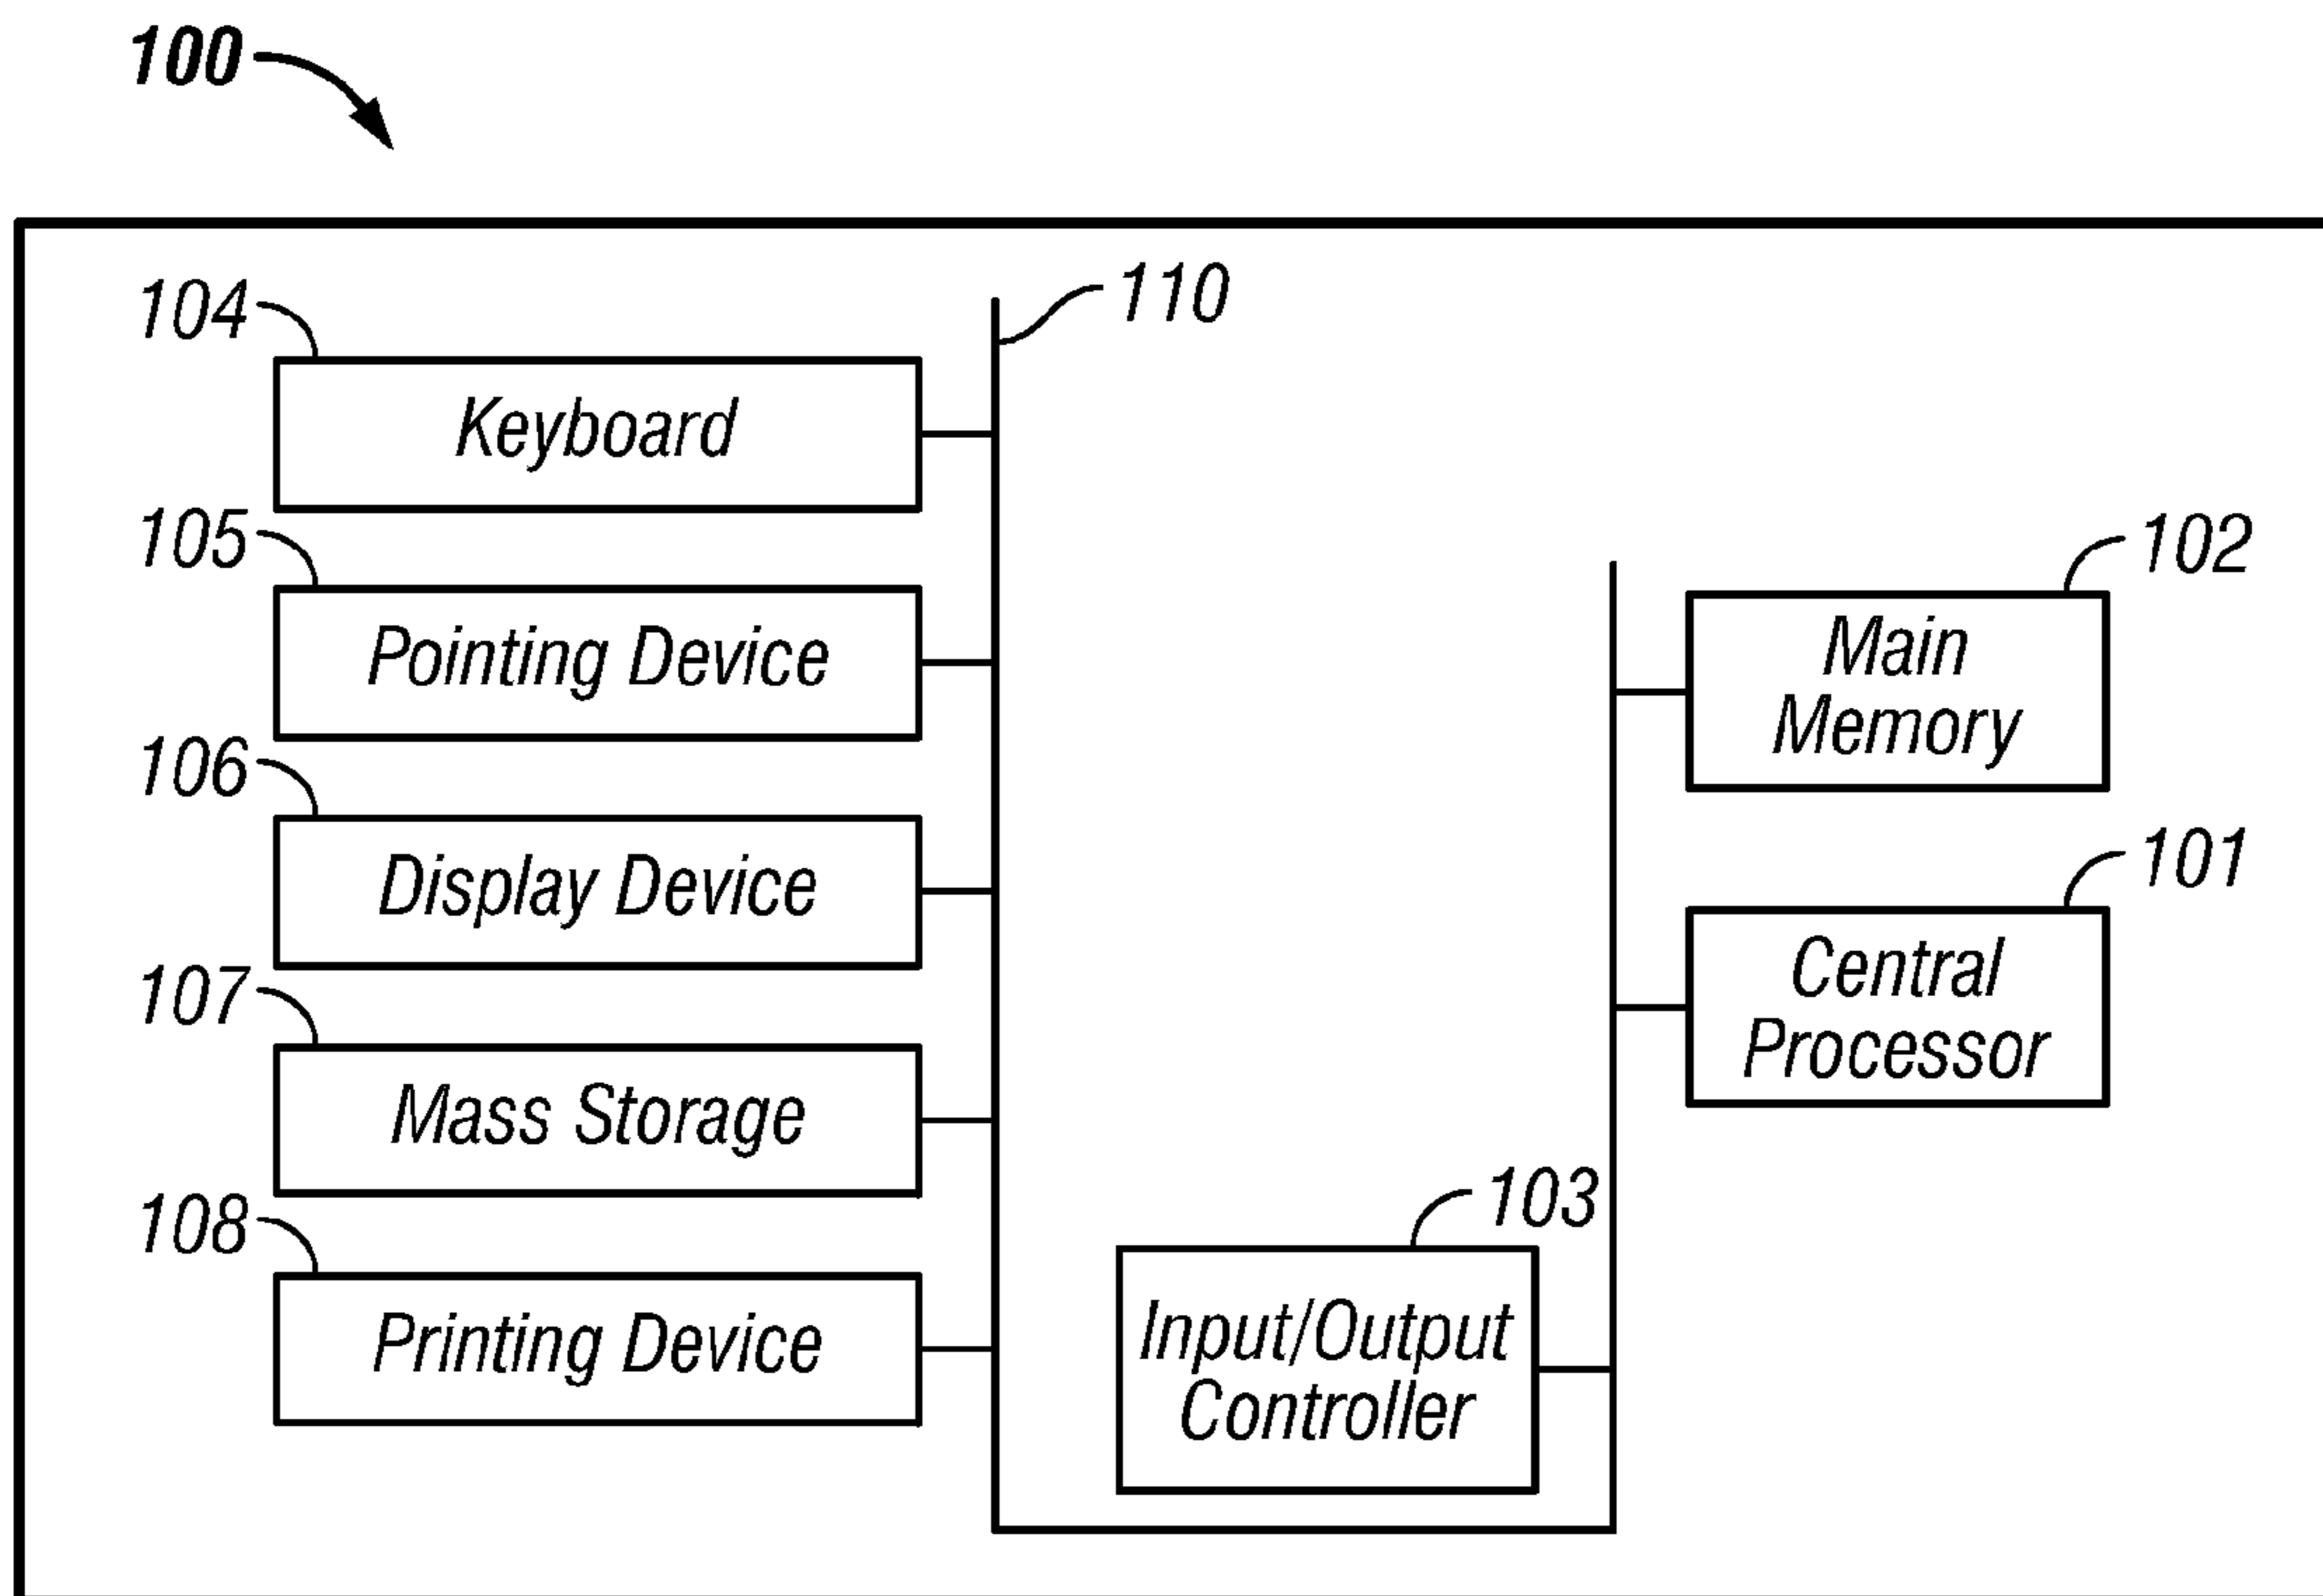 100
104
110
Keyboard
105
Pointing Device
102
Main
Memory
106
Display Device
101
Central
Processor
107
Mass Storage
103
Input/Output
Controller
108
Printing Device